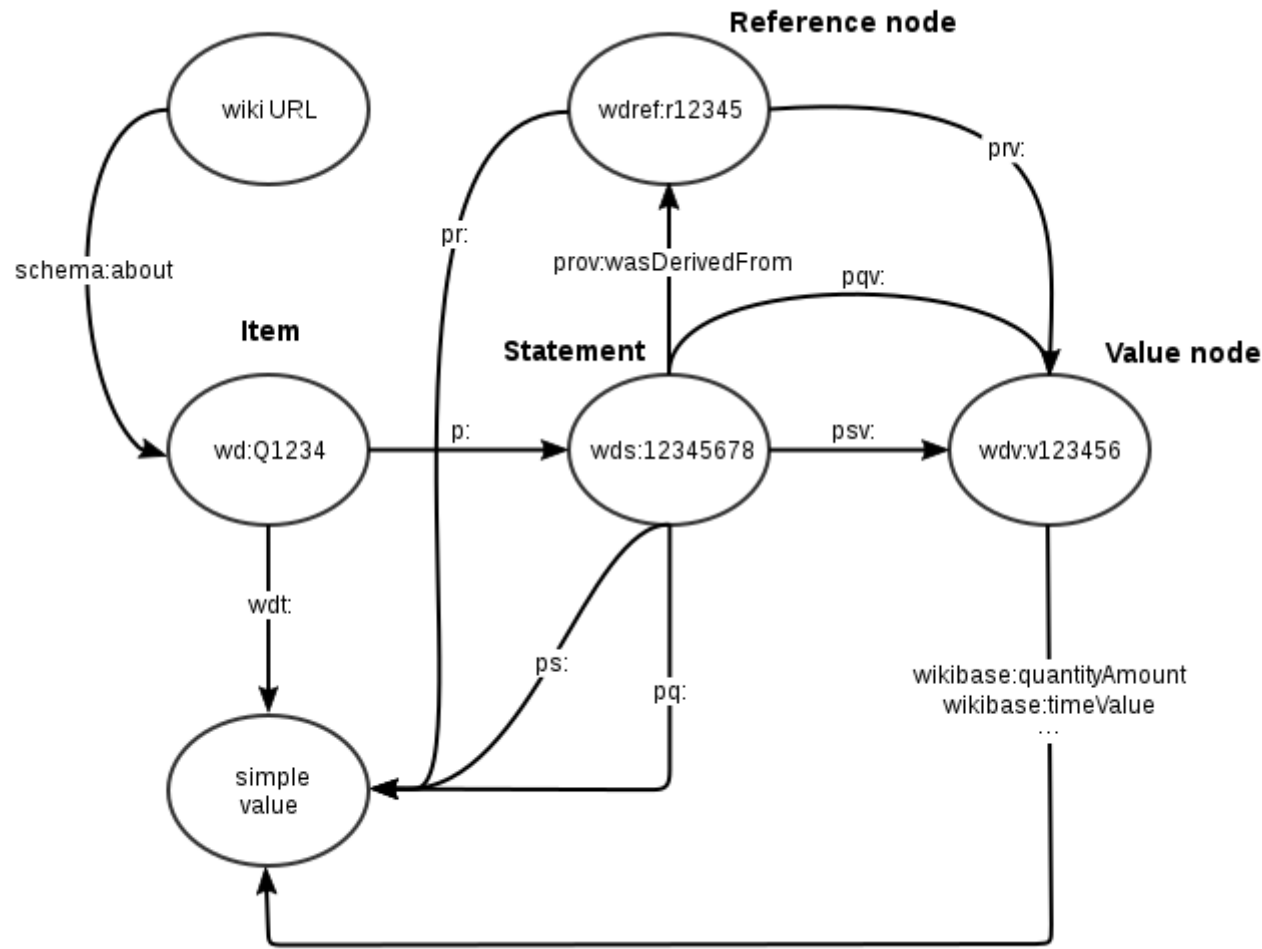 Reference node
wiki URL
wdref:r12345
prv:
pr:
prov:wasDerivedFrom
schema:about
pqv:
Item
Statement
Value node
p:
psv:
wd:Q1234
wds:12345678
wdv:v123456
wdt:
ps:
pq:
wikibase:quantityAmount
wikibase:timeValue
...
simple
value